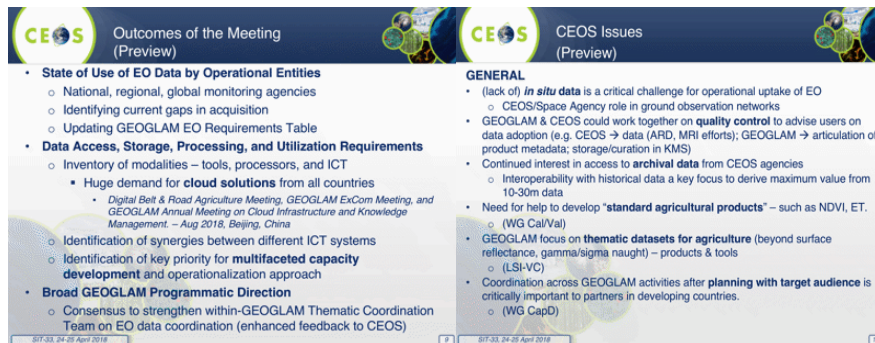 CEOS
Outcomes of the Meeting
(Preview)
• State of Use of EO Data by Operational Entities
o National, regional, global monitoring agencies
o Identifying current gaps in acquisition
o Updating GEOGLAM EO Requirements Table
• Data Access, Storage, Processing, and Utilization Requirements
o Inventory of modalities – tools, processors, and ICT
▪ Huge demand for cloud solutions from all countries
• Digital Belt & Road Agriculture Meeting, GEOGLAM ExCom Meeting, and
GEOGLAM Annual Meeting on Cloud Infrastructure and Knowledge
Management. – Aug 2018, Beijing, China
o Identification of synergies between different ICT systems
o Identification of key priority for multifaceted capacity
development and operationalization approach
• Broad GEOGLAM Programmatic Direction
o Consensus to strengthen within-GEOGLAM Thematic Coordination
Team on EO data coordination (enhanced feedback to CEOS)
SIT-33, 24-25 April 2018
9
CEOS
CEOS Issues
(Preview)
GENERAL
• (lack of) in situ data is a critical challenge for operational uptake of EO
o CEOS/Space Agency role in ground observation networks
• GEOGLAM & CEOS could work together on quality control to advise users on
data adoption (e.g. CEOS → data (ARD, MRI efforts); GEOGLAM → articulation of
product metadata; storage/curation in KMS)
• Continued interest in access to archival data from CEOS agencies
o Interoperability with historical data a key focus to derive maximum value from
10-30m data
• Need for help to develop “standard agricultural products” – such as NDVI, ET.
o (WG Cal/Val)
• GEOGLAM focus on thematic datasets for agriculture (beyond surface
reflectance, gamma/sigma naught) – products & tools
o (LSI-VC)
• Coordination across GEOGLAM activities after planning with target audience is
critically important to partners in developing countries.
o (WG CapD)
SIT-33, 24-25 April 2018